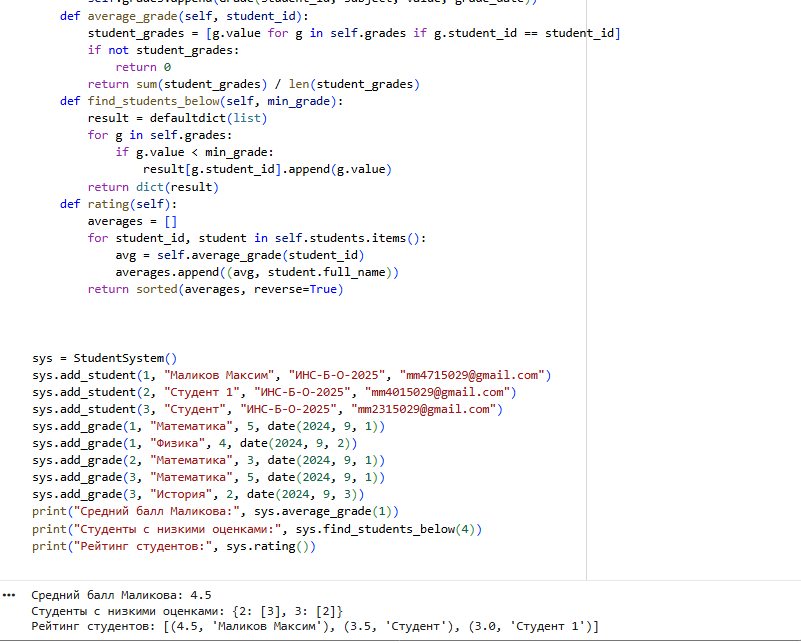 self.grades.append(Grade(student_id, subject, value, grade_date))
def average_grade(self, student_id):
student_grades = [g.value for g in self.grades if g.student_id == student_id]
if not student_grades:
return 0
return sum(student_grades) / len(student_grades)
def find_students_below(self, min_grade):
result = defaultdict(list)
for g in self.grades:
if g.value < min_grade:
result[g.student_id].append(g.value)
return dict(result)
def rating(self):
averages = []
for student_id, student in self.students.items():
avg = self.average_grade(student_id)
averages.append((avg, student.full_name))
return sorted(averages, reverse=True)
sys = StudentSystem()
sys.add_student(1, "Маликов Максим", "ИНС-Б-О-2025", "mm4715029@gmail.com")
sys.add_student(2, "Студент 1", "ИНС-Б-О-2025", "mm4015029@gmail.com")
sys.add_student(3, "Студент", "ИНС-Б-О-2025", "mm2315029@gmail.com")
sys.add_grade(1, "Математика", 5, date(2024, 9, 1))
sys.add_grade(1, "Физика", 4, date(2024, 9, 2))
sys.add_grade(2, "Математика", 3, date(2024, 9, 1))
sys.add_grade(3, "Математика", 5, date(2024, 9, 1))
sys.add_grade(3, "История", 2, date(2024, 9, 3))
print("Средний балл Маликова:", sys.average_grade(1))
print("Студенты с низкими оценками:", sys.find_students_below(4))
print("Рейтинг студентов:", sys.rating())
Средний балл Маликова: 4.5
Студенты с низкими оценками: {2: [3], 3: [2]}
Рейтинг студентов: [(4.5, 'Маликов Максим'), (3.5, 'Студент'), (3.0, 'Студент 1')]